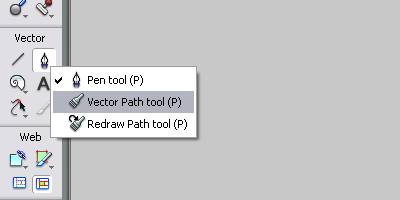 Vector
A
Pen tool (P)
Vector Path tool (P)
Redraw Path tool (P)
Web